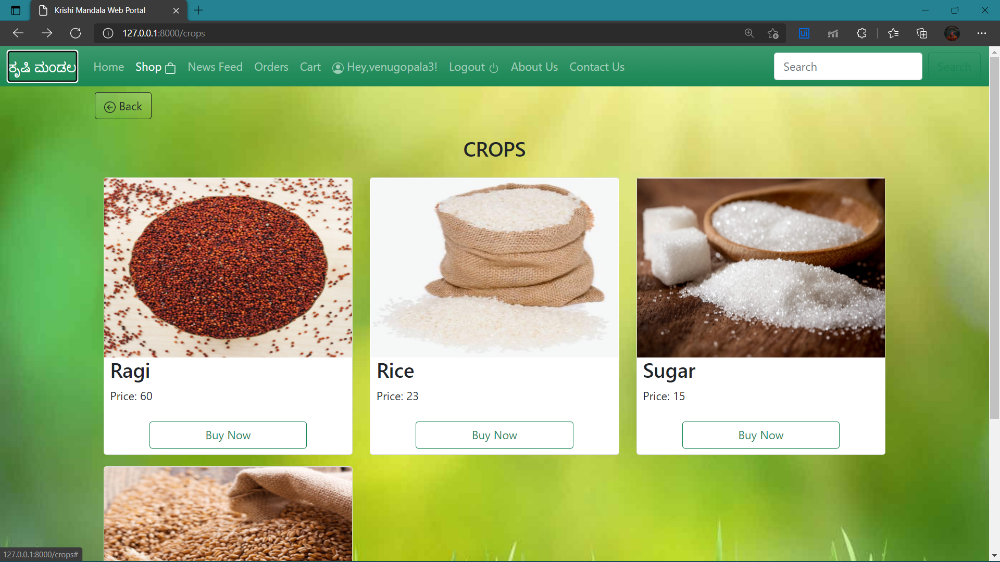 Krishi Mandala Web Portal
127.0.0.1:8000/crops
Ui
ಕೃಷಿ ಮಂಡಲ
Home Shop News Feed Orders Cart Hey,venugopala3! Logout About Us Contact Us Search Search
Back
CROPS
Ragi
Price: 60
Buy Now
Rice
Price: 23
Buy Now
Sugar
Price: 15
Buy Now
127.0.0.1:8000/crops#